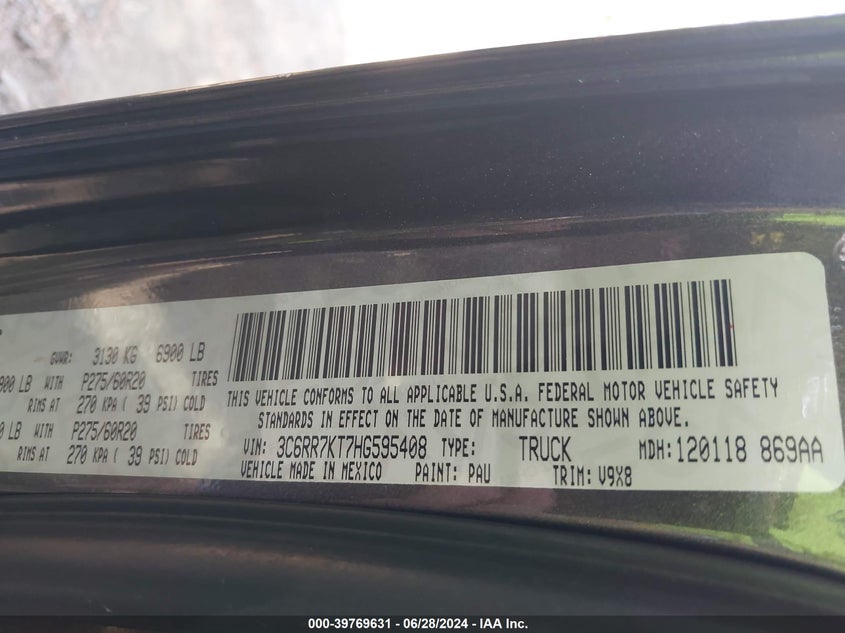 GVWR: 3130 KG 6900 LB
900 LB WITH P275/60R20 TIRES
RIMS AT 270 KPA ( 39 PSI) COLD
0 LB WITH P275/60R20 TIRES
RIMS AT 270 KPA ( 39 PSI) COLD
THIS VEHICLE CONFORMS TO ALL APPLICABLE U.S.A. FEDERAL MOTOR VEHICLE SAFETY
STANDARDS IN EFFECT ON THE DATE OF MANUFACTURE SHOWN ABOVE.
VIN: 3C6RR7KT7HG595408 TYPE: TRUCK MDH: 120118 869AA
VEHICLE MADE IN MEXICO PAINT: PAU TRIM: V9X8
000-39769631 - 06/28/2024 - IAA Inc.